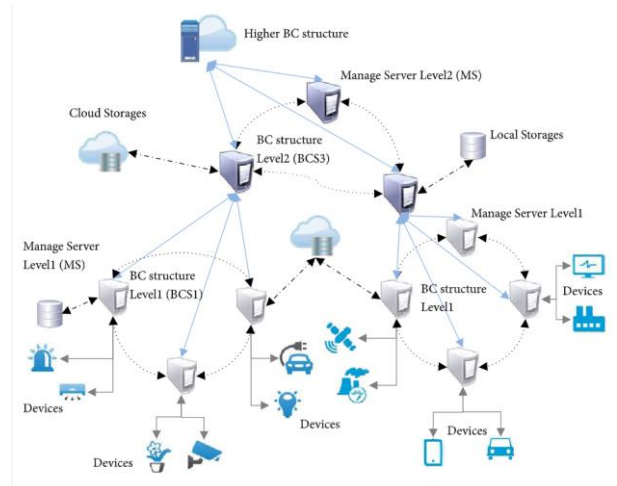 Higher BC structure
Manage Server Level2 (MS)
Cloud Storages
BC structure
Level2 (BCS3)
Local Storages
Manage Server Level1
Manage Server
Level1 (MS)
BC structure
Level1 (BCS1)
BC structure
Level1
Devices
Devices
Devices
Devices
Devices